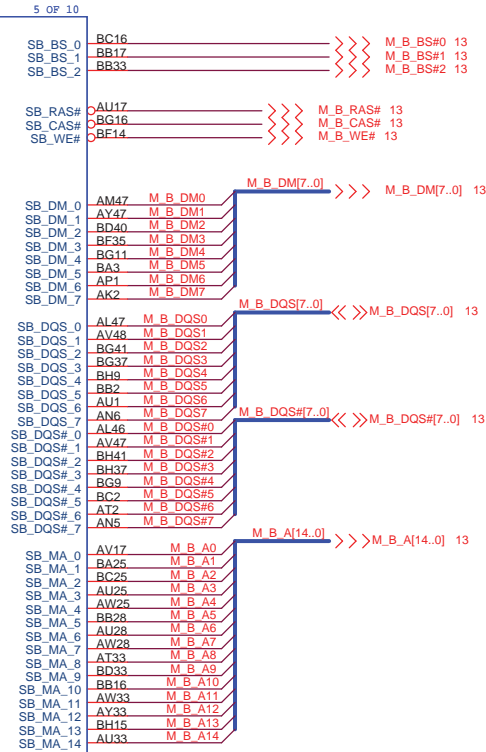 5 OF 10
SB_BS_0 BC16 M_B_BS#0 13
SB_BS_1 BB17 M_B_BS#1 13
SB_BS_2 BB33 M_B_BS#2 13
SB_RAS# AU17 M_B_RAS# 13
SB_CAS# BG16 M_B_CAS# 13
SB_WE# BF14 M_B_WE# 13
M_B_DM[7..0] M_B_DM[7..0] 13
SB_DM_0 AM47 M_B_DM0
SB_DM_1 AY47 M_B_DM1
SB_DM_2 BD40 M_B_DM2
SB_DM_3 BF35 M_B_DM3
SB_DM_4 BG11 M_B_DM4
SB_DM_5 BA3 M_B_DM5
SB_DM_6 AP1 M_B_DM6
SB_DM_7 AK2 M_B_DM7
M_B_DQS[7..0] M_B_DQS[7..0] 13
SB_DQS_0 AL47 M_B_DQS0
SB_DQS_1 AV48 M_B_DQS1
SB_DQS_2 BG41 M_B_DQS2
SB_DQS_3 BG37 M_B_DQS3
SB_DQS_4 BH9 M_B_DQS4
SB_DQS_5 BB2 M_B_DQS5
SB_DQS_6 AU1 M_B_DQS6
SB_DQS_7 AN6 M_B_DQS7
M_B_DQS#[7..0] M_B_DQS#[7..0] 13
SB_DQS#_0 AL46 M_B_DQS#0
SB_DQS#_1 AV47 M_B_DQS#1
SB_DQS#_2 BH41 M_B_DQS#2
SB_DQS#_3 BH37 M_B_DQS#3
SB_DQS#_4 BG9 M_B_DQS#4
SB_DQS#_5 BC2 M_B_DQS#5
SB_DQS#_6 AT2 M_B_DQS#6
SB_DQS#_7 AN5 M_B_DQS#7
M_B_A[14..0] M_B_A[14..0] 13
SB_MA_0 AV17 M_B_A0
SB_MA_1 BA25 M_B_A1
SB_MA_2 BC25 M_B_A2
SB_MA_3 AU25 M_B_A3
SB_MA_4 AW25 M_B_A4
SB_MA_5 BB28 M_B_A5
SB_MA_6 AU28 M_B_A6
SB_MA_7 AW28 M_B_A7
SB_MA_8 AT33 M_B_A8
SB_MA_9 BD33 M_B_A9
SB_MA_10 BB16 M_B_A10
SB_MA_11 AW33 M_B_A11
SB_MA_12 AY33 M_B_A12
SB_MA_13 BH15 M_B_A13
SB_MA_14 AU33 M_B_A14